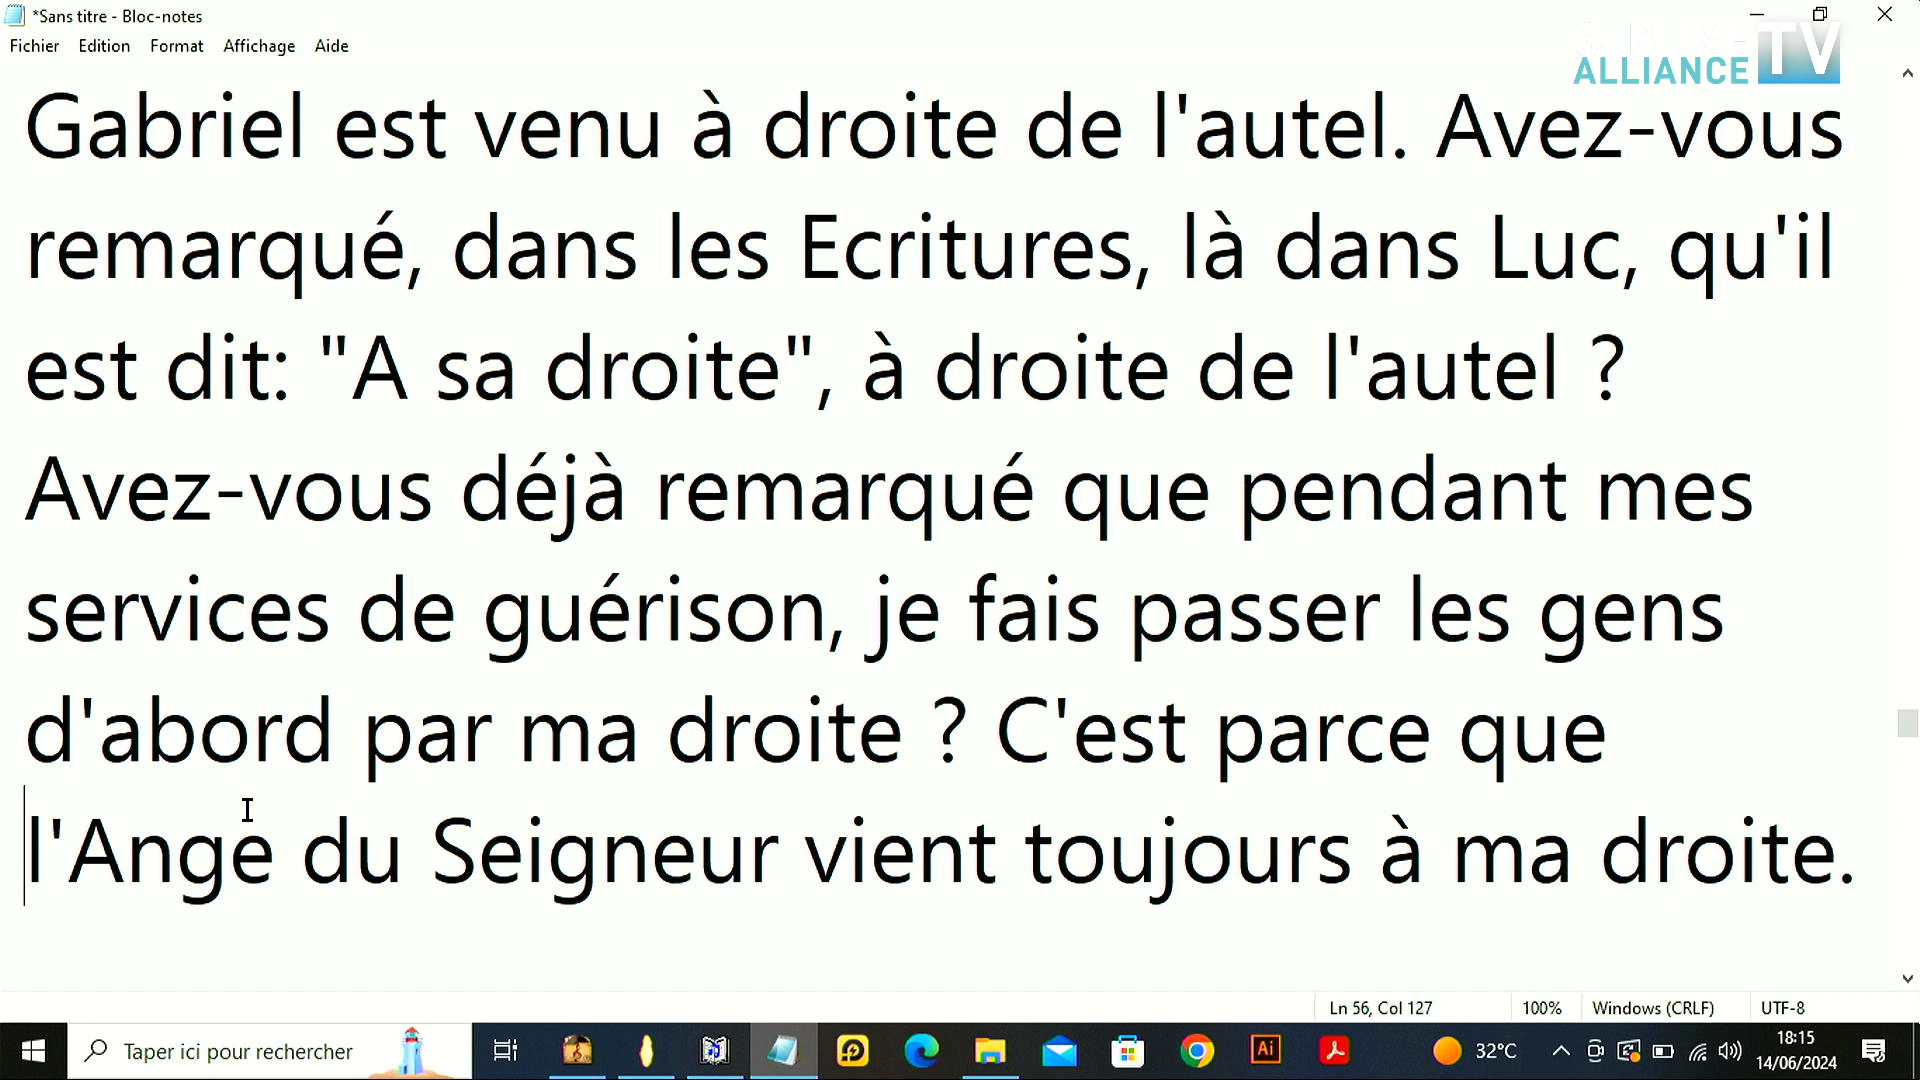 *Sans titre - Bloc-notes
Fichier Edition Format Affichage Aide
ALLIANCE TV
Gabriel est venu à droite de l'autel. Avez-vous
remarqué, dans les Ecritures, là dans Luc, qu'il
est dit: "A sa droite", à droite de l'autel ?
Avez-vous déjà remarqué que pendant mes
services de guérison, je fais passer les gens
d'abord par ma droite ? C'est parce que
l'Ange du Seigneur vient toujours à ma droite.
Ln 56, Col 127 100% Windows (CRLF) UTF-8
Taper ici pour rechercher
Ai
32°C
18:15
14/06/2024